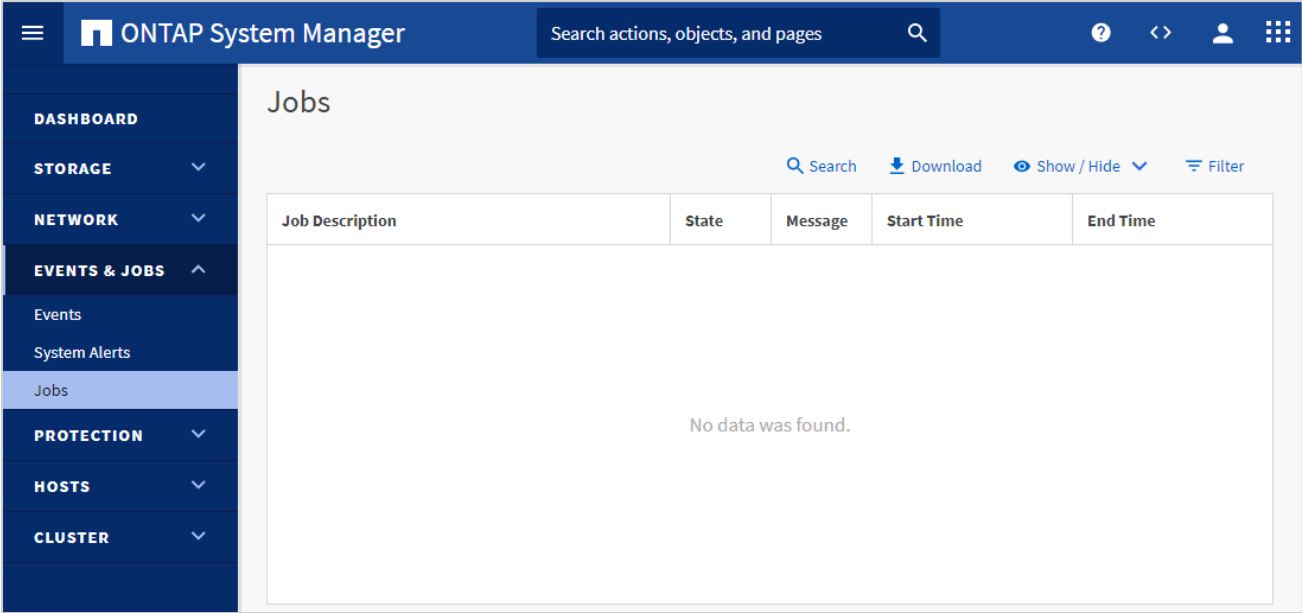 ONTAP System Manager
Search actions, objects, and pages
DASHBOARD
STORAGE
NETWORK
EVENTS & JOBS
Events
System Alerts
Jobs
PROTECTION
HOSTS
CLUSTER
Jobs
Search Download Show / Hide Filter
Job Description State Message Start Time End Time
No data was found.